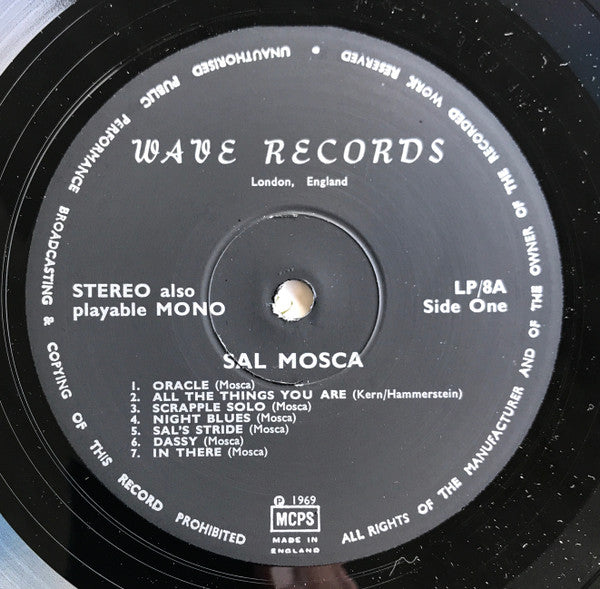 WAVE RECORDS
London, England
STEREO also
playable MONO
LP/8A
Side One
SAL MOSCA
1. ORACLE (Mosca)
2. ALL THE THINGS YOU ARE (Kern/Hammerstein)
3. SCRAPPLE SOLO (Mosca)
4. NIGHT BLUES (Mosca)
5. SAL'S STRIDE (Mosca)
6. DASSY (Mosca)
7. IN THERE (Mosca)
℗ 1969
MCPS
MADE IN
ENGLAND
ALL RIGHTS OF THE MANUFACTURER AND OF THE OWNER OF THE RECORDED WORK RESERVED • UNAUTHORISED PUBLIC PERFORMANCE BROADCASTING & COPYING OF THIS RECORD PROHIBITED